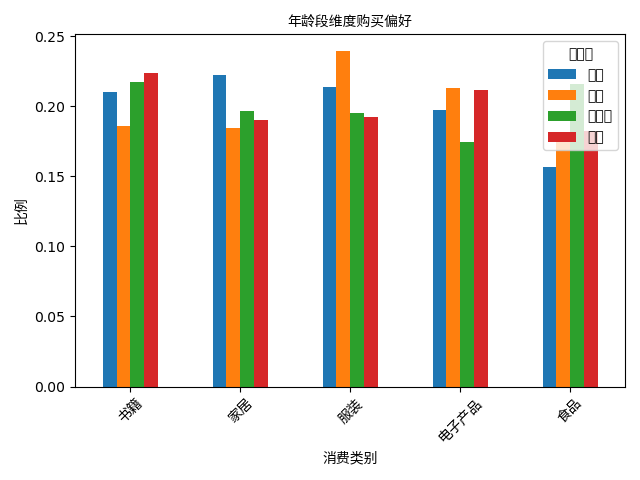 年龄段维度购买偏好
0.25
0.20
0.15
0.10
0.05
0.00
比例
书籍
家居
服装
电子产品
食品
消费类别